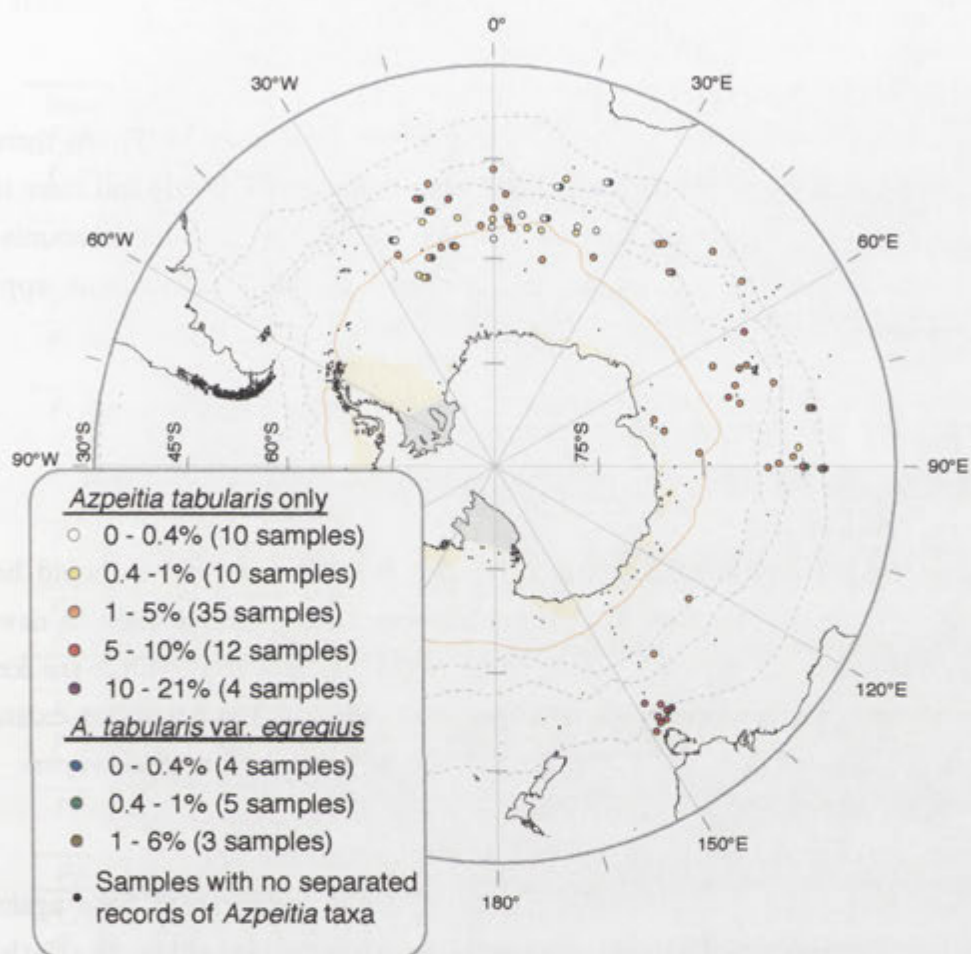 0°
30°W
30°E
60°W
60°E
90°W
30°S
45°S
60°S
75°S
90°E
120°E
150°E
180°
Azpeitia tabularis only
0 - 0.4% (10 samples)
0.4 -1% (10 samples)
1 - 5% (35 samples)
5 - 10% (12 samples)
10 - 21% (4 samples)
A. tabularis var. egregius
0 - 0.4% (4 samples)
0.4 - 1% (5 samples)
1 - 6% (3 samples)
Samples with no separated
records of Azpeitia taxa